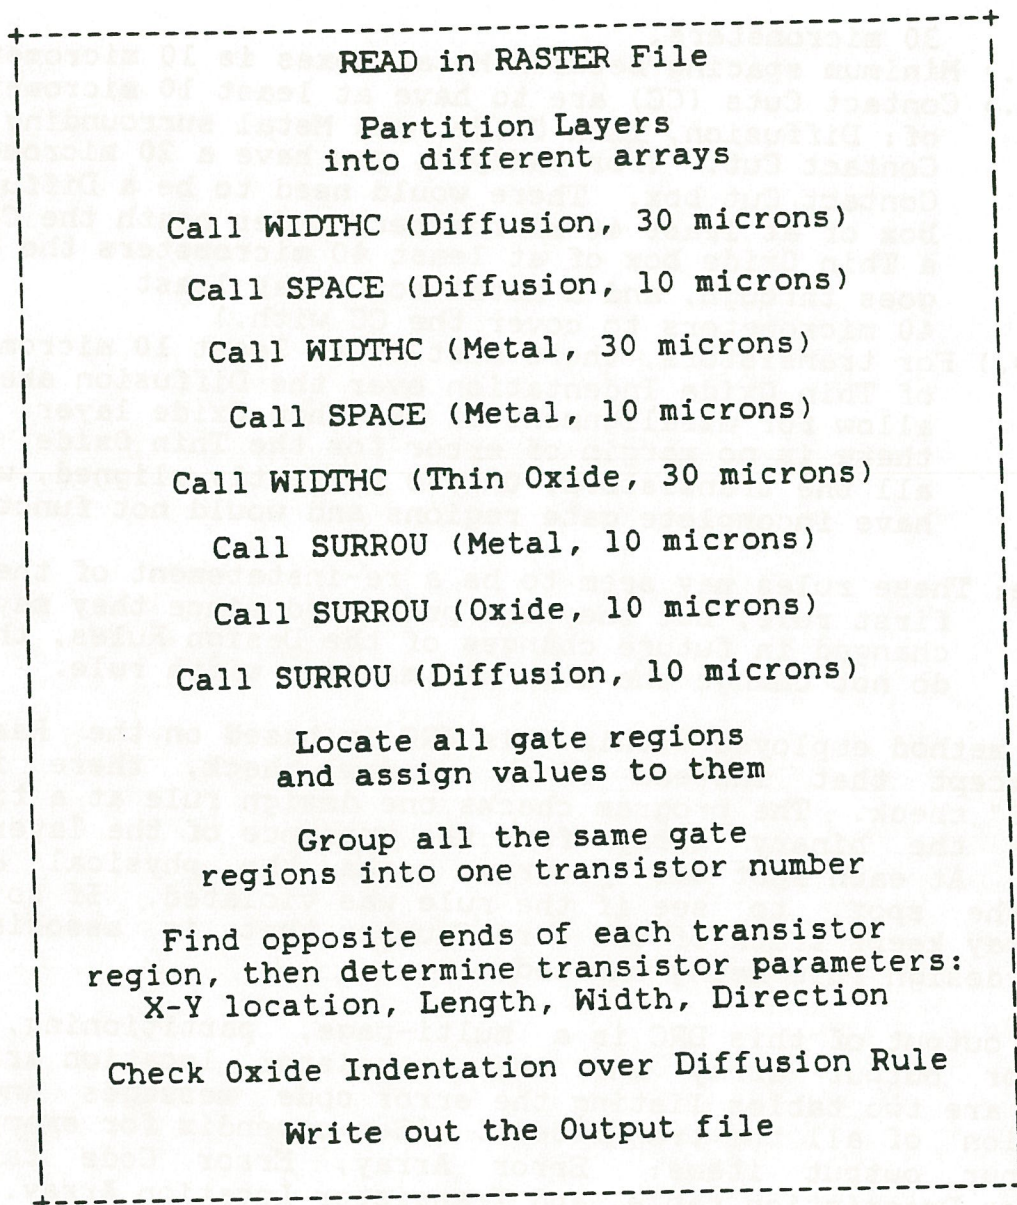 READ in RASTER File
Partition Layers
into different arrays
Call WIDTHC (Diffusion, 30 microns)
Call SPACE (Diffusion, 10 microns)
Call WIDTHC (Metal, 30 microns)
Call SPACE (Metal, 10 microns)
Call WIDTHC (Thin Oxide, 30 microns)
Call SURROU (Metal, 10 microns)
Call SURROU (Oxide, 10 microns)
Call SURROU (Diffusion, 10 microns)
Locate all gate regions
and assign values to them
Group all the same gate
regions into one transistor number
Find opposite ends of each transistor
region, then determine transistor parameters:
X-Y location, Length, Width, Direction
Check Oxide Indentation over Diffusion Rule
Write out the Output file